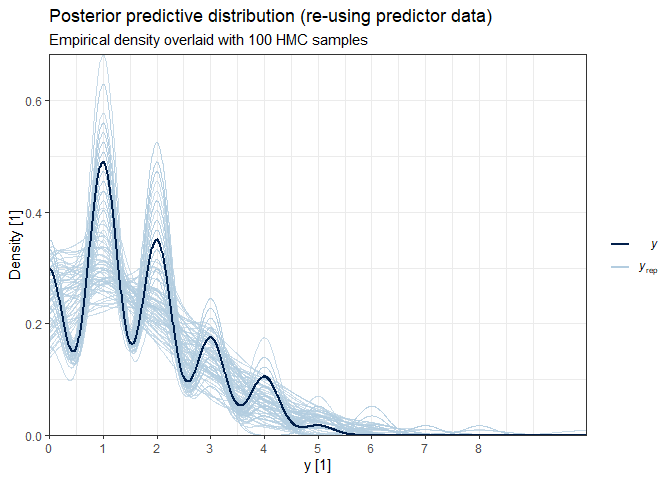 Posterior predictive distribution (re-using predictor data)
Empirical density overlaid with 100 HMC samples
Density [1]
0.6
0.4
0.2
0.0
0 1 2 3 4 5 6 7 8
y [1]
y
y rep